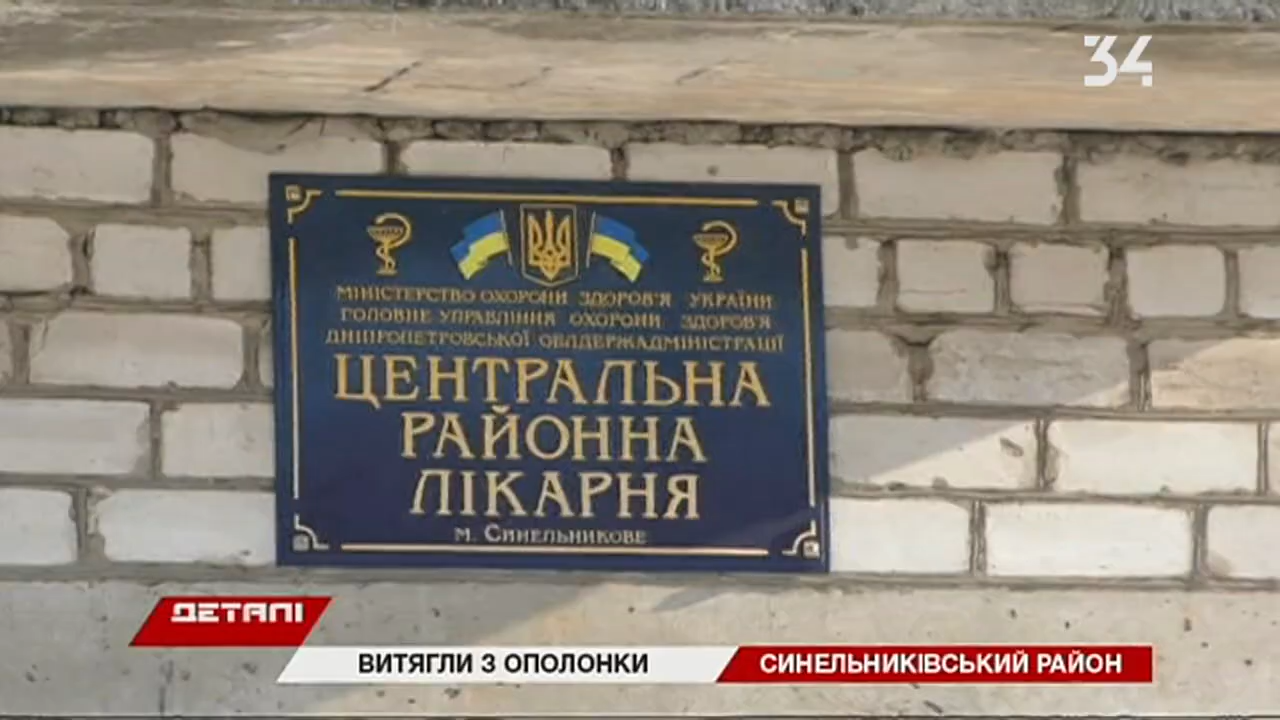 34
МІНІСТЕРСТВО ОХОРОНИ ЗДОРОВ'Я УКРАЇНИ
ГОЛОВНЕ УПРАВЛІННЯ ОХОРОНИ ЗДОРОВ'Я
ДНІПРОПЕТРОВСЬКОЇ ОБЛДЕРЖАДМІНІСТРАЦІЇ
ЦЕНТРАЛЬНА
РАЙОННА
ЛІКАРНЯ
м. Синельникове
ДЕТАЛІ
ВИТЯГЛИ З ОПОЛОНКИ
СИНЕЛЬНИКІВСЬКИЙ РАЙОН